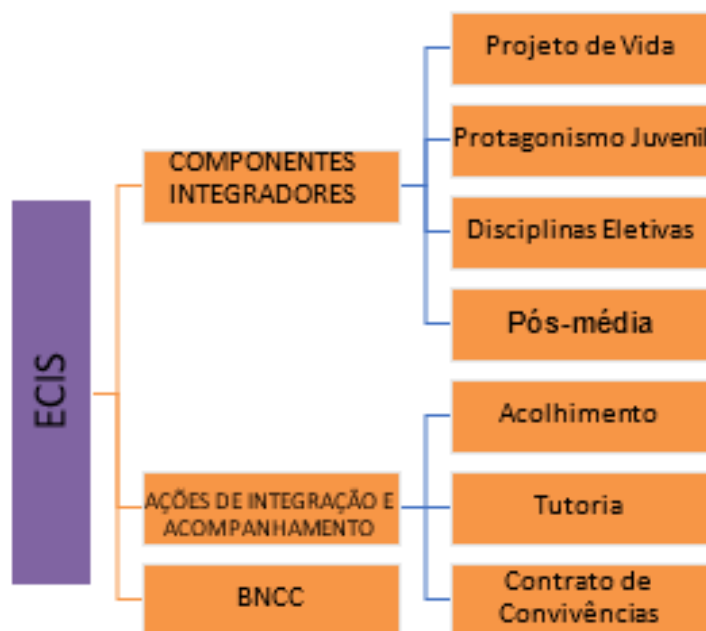 ECIS
COMPONENTES
INTEGRADORES
Projeto de Vida
Protagonismo Juvenil
Disciplinas Eletivas
Pós-média
AÇÕES DE INTEGRAÇÃO E
ACOMPANHAMENTO
Acolhimento
Tutoria
Contrato de
Convivências
BNCC